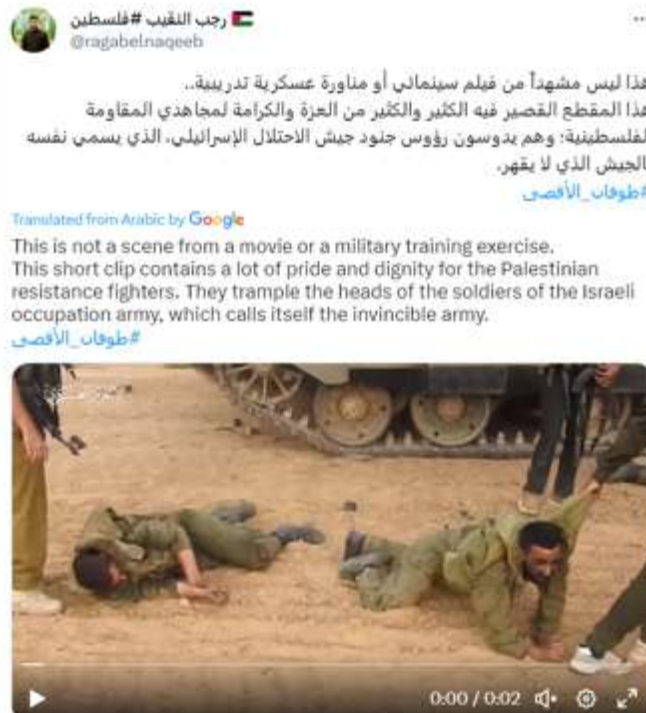 رجب النقيب #فلسطين
@ragabelnaqeeb
هذا ليس مشهداً من فيلم سينمائي أو مناورة عسكرية تدريبية..
هذا المقطع القصير فيه الكثير والكثير من العزة والكرامة لمجاهدي المقاومة
لفلسطينية؛ وهم يدوسون رؤوس جنود جيش الاحتلال الإسرائيلي، الذي يسمي نفسه
الجيش الذي لا يقهر.
#طوفان_الأقصى
Translated from Arabic by Google
This is not a scene from a movie or a military training exercise.
This short clip contains a lot of pride and dignity for the Palestinian
resistance fighters. They trample the heads of the soldiers of the Israeli
occupation army, which calls itself the invincible army.
#طوفان_الأقصى
0:00 / 0:02